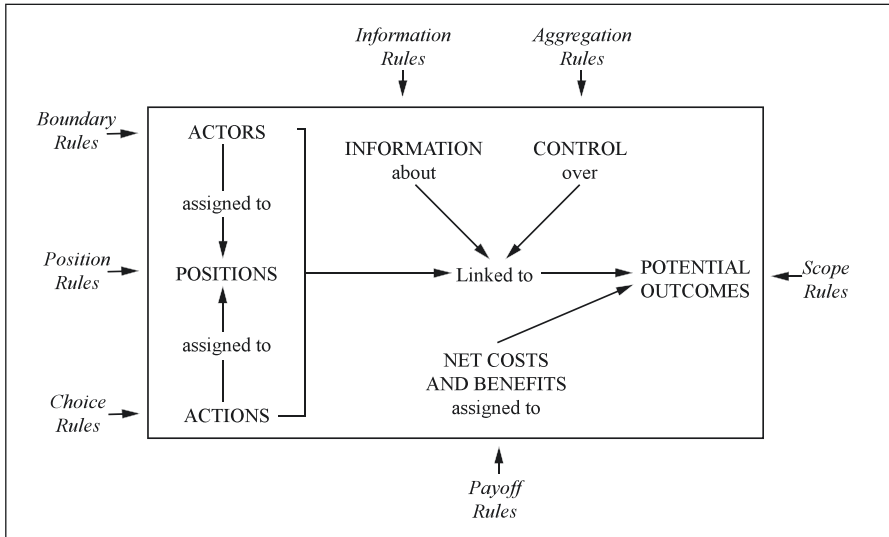 Information
Rules
Aggregation
Rules
Boundary
Rules
ACTORS
INFORMATION
about
CONTROL
over
assigned to
Position
Rules
POSITIONS
Linked to
POTENTIAL
OUTCOMES
Scope
Rules
assigned to
NET COSTS
AND BENEFITS
assigned to
Choice
Rules
ACTIONS
Payoff
Rules